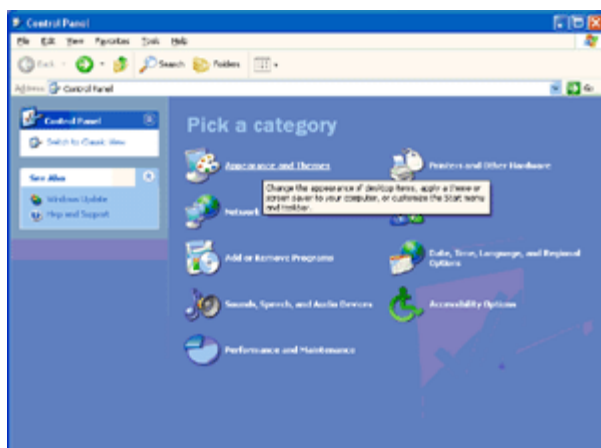 Control Panel
File Edit View Favorites Tools Help
Back Search Folders
Address Control Panel Go
Control Panel
Switch to Classic View
See Also
Windows Update
Help and Support
Pick a category
Appearance and Themes
Printers and Other Hardware
Change the appearance of desktop items, apply a theme or
screen saver to your computer, or customize the Start menu
and taskbar.
Network
Add or Remove Programs
Date, Time, Language, and Regional
Options
Sounds, Speech, and Audio Devices
Accessibility Options
Performance and Maintenance